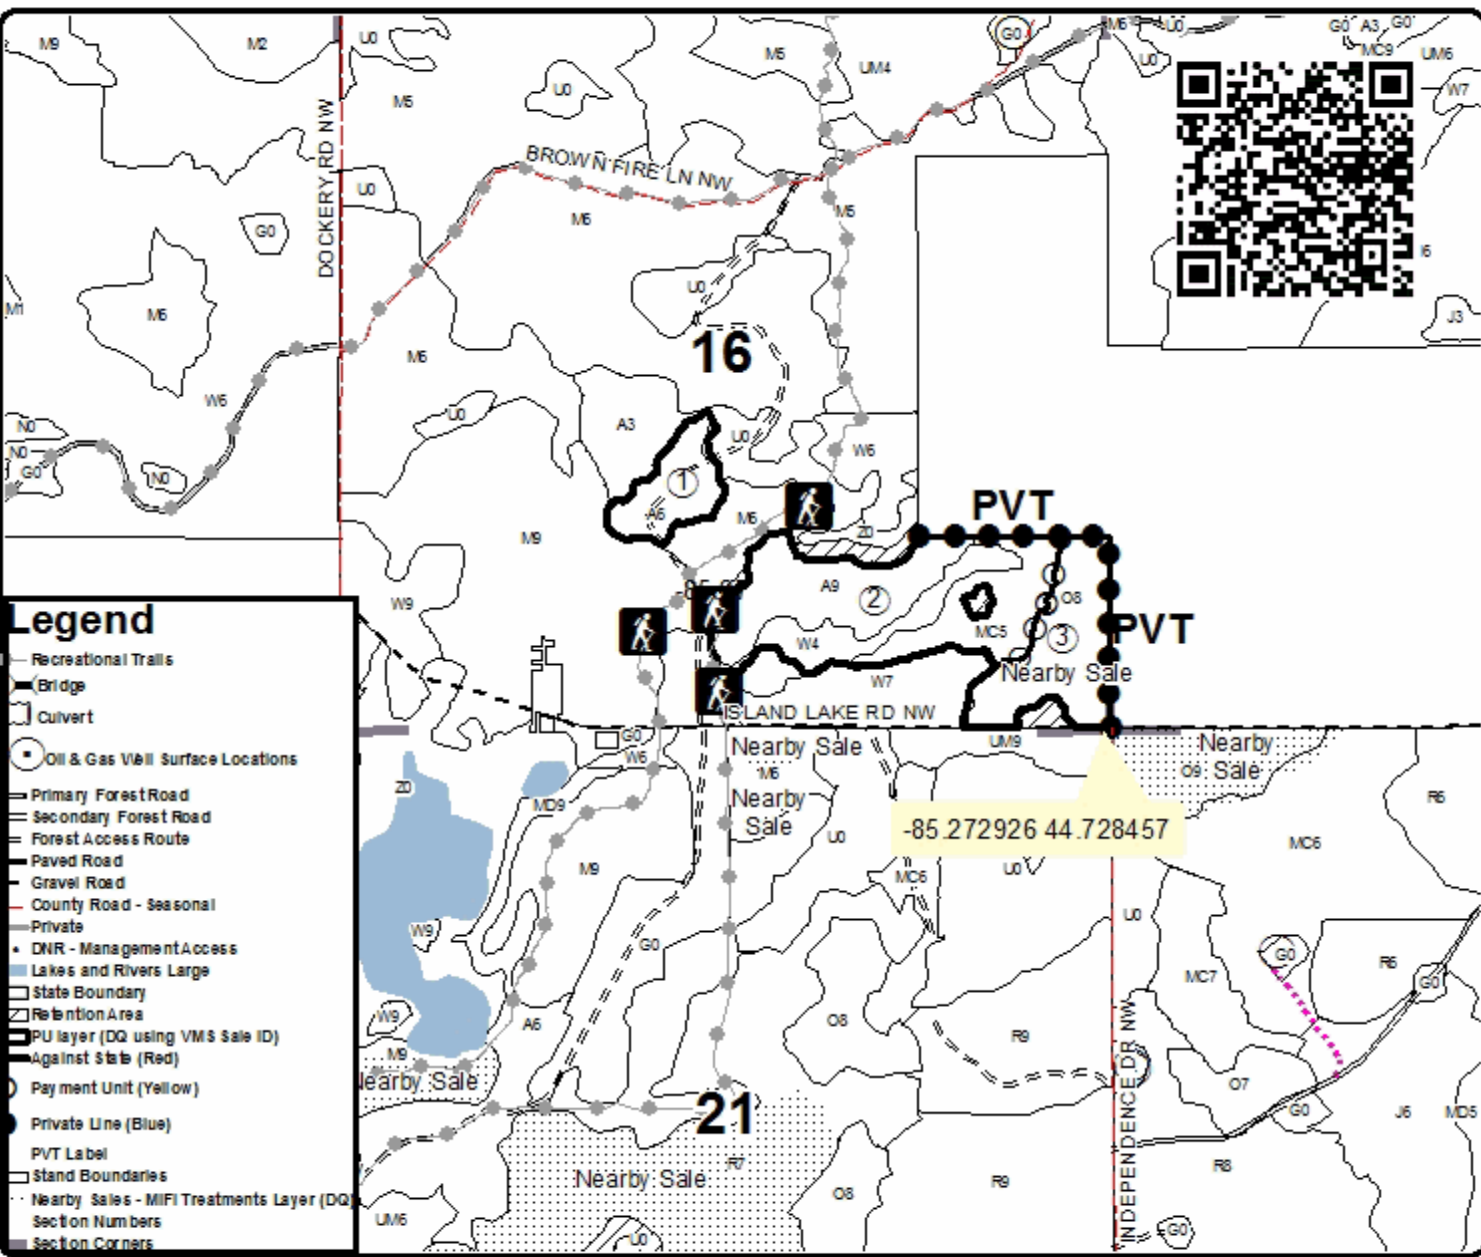 M9
M2
U0
G0
M6
U0
G0
A3
G0
MC9
UM6
W7
M5
UM4
U0
U0
M5
DOCKERY RD NW
BROWN FIRE LN NW
U0
M6
M5
G0
U0
M1
M6
J3
16
M6
W6
U0
A3
U0
N0
N0
G0
N0
W6
1
A6
M6
PVT
M9
Z0
A9
2
O8
3
PVT
W9
MC5
W4
Nearby Sale
W7
ISLAND LAKE RD NW
Legend
Recreational Trails
Bridge
Culvert
Oil & Gas Well Surface Locations
Primary Forest Road
Secondary Forest Road
Forest Access Route
Paved Road
Gravel Road
County Road - Seasonal
Private
DNR - Management Access
Lakes and Rivers Large
State Boundary
Retention Area
PU layer (DQ using VMS Sale ID)
Against State (Red)
Payment Unit (Yellow)
Private Line (Blue)
PVT Label
Stand Boundaries
Nearby Sales - MIFI Treatments Layer (DQ)
Section Numbers
Section Corners
G0
W6
Nearby Sale
M6
Nearby
Sale
UM9
Nearby
O9
Sale
Z0
MD9
-85.272926 44.728457
R6
MC6
U0
M9
MC6
U0
U0
W9
G0
MC7
G0
R6
G0
W9
A6
O8
R9
M9
Nearby Sale
INDEPENDENCE DR NW
O7
G0
J6
MD5
21
R7
Nearby Sale
O8
R9
R8
UM6
U0
G0